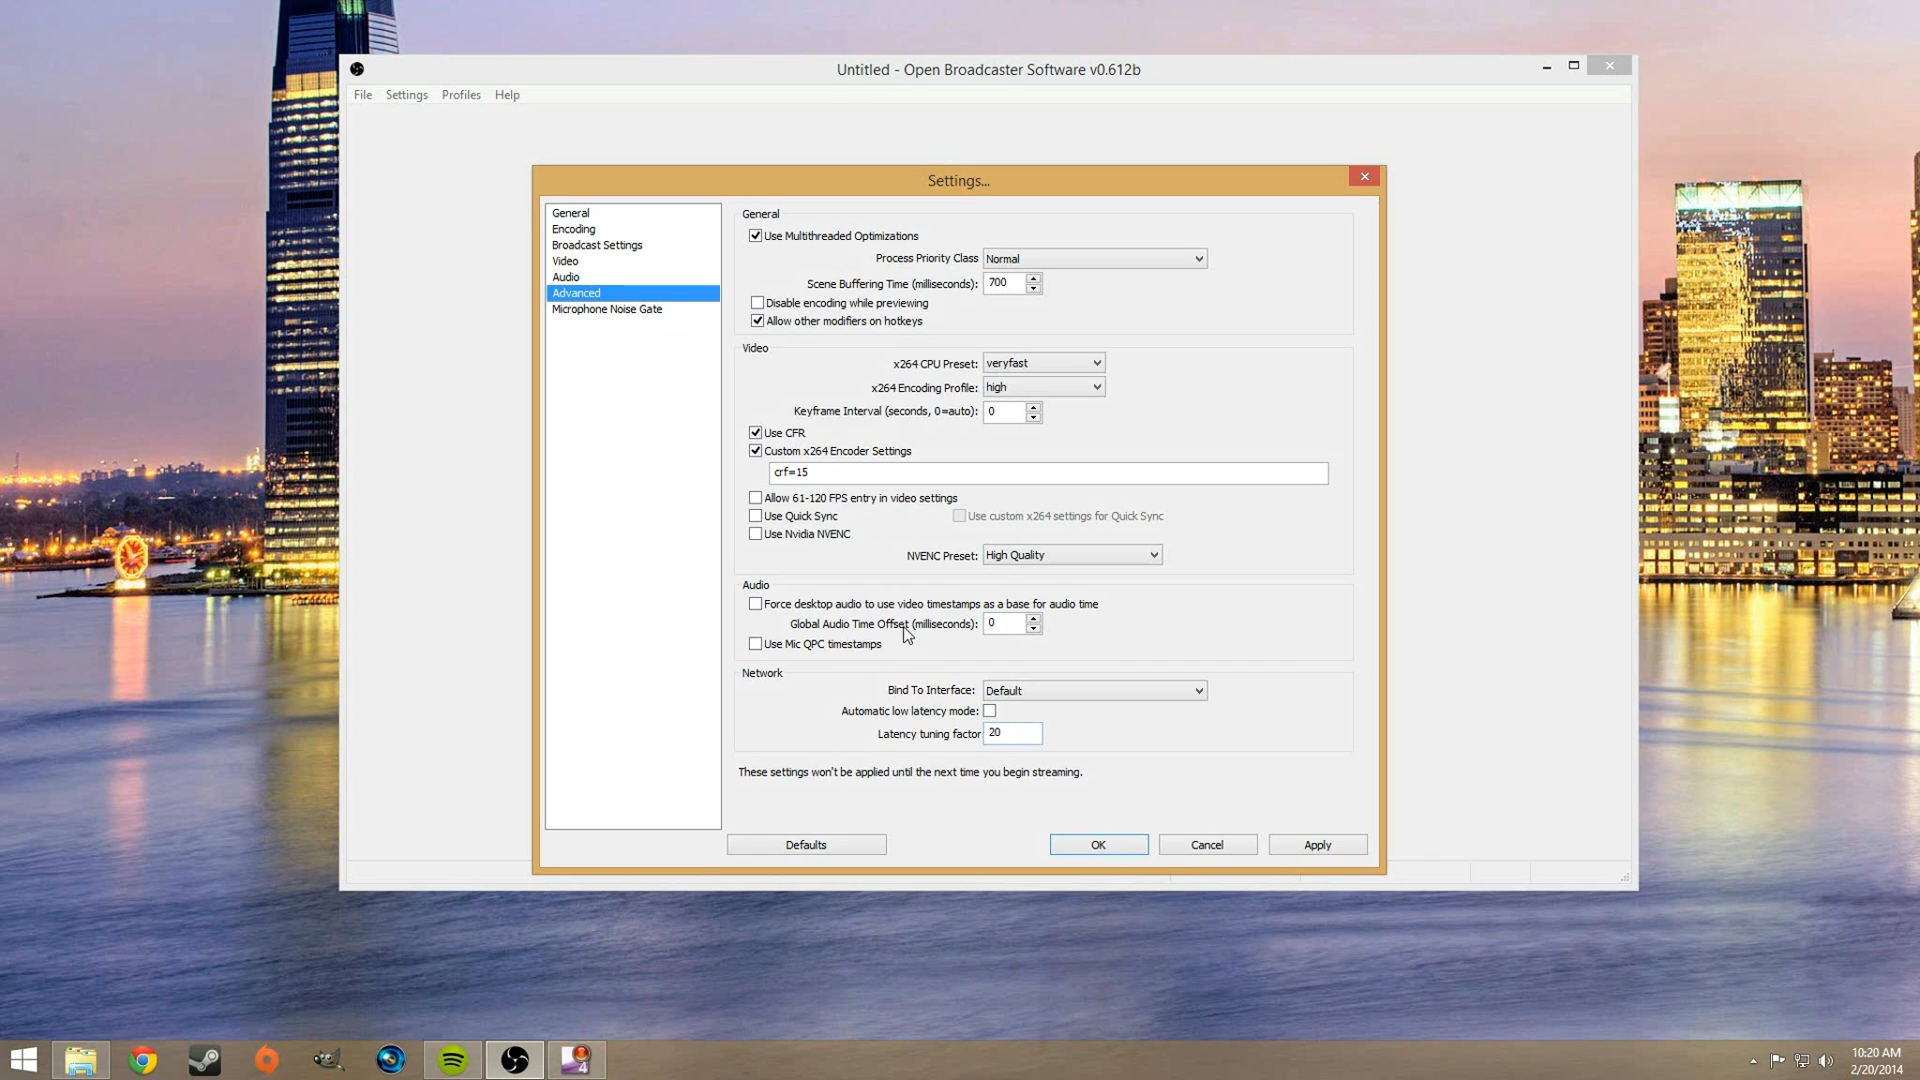 Untitled - Open Broadcaster Software v0.612b
File Settings Profiles Help
Settings...
General
Encoding
Broadcast Settings
Video
Audio
Advanced
Microphone Noise Gate
General
Use Multithreaded Optimizations
Process Priority Class Normal
Scene Buffering Time (milliseconds): 700
Disable encoding while previewing
Allow other modifiers on hotkeys
Video
x264 CPU Preset: veryfast
x264 Encoding Profile: high
Keyframe Interval (seconds, 0=auto): 0
Use CFR
Custom x264 Encoder Settings
crf=15
Allow 61-120 FPS entry in video settings
Use Quick Sync Use custom x264 settings for Quick Sync
Use Nvidia NVENC
NVENC Preset: High Quality
Audio
Force desktop audio to use video timestamps as a base for audio time
Global Audio Time Offset (miliseconds): 0
Use Mic QPC timestamps
Network
Bind To Interface: Default
Automatic low latency mode:
Latency tuning factor 20
These settings won't be applied until the next time you begin streaming.
Defaults OK Cancel Apply
4
10:20 AM
2/20/2014